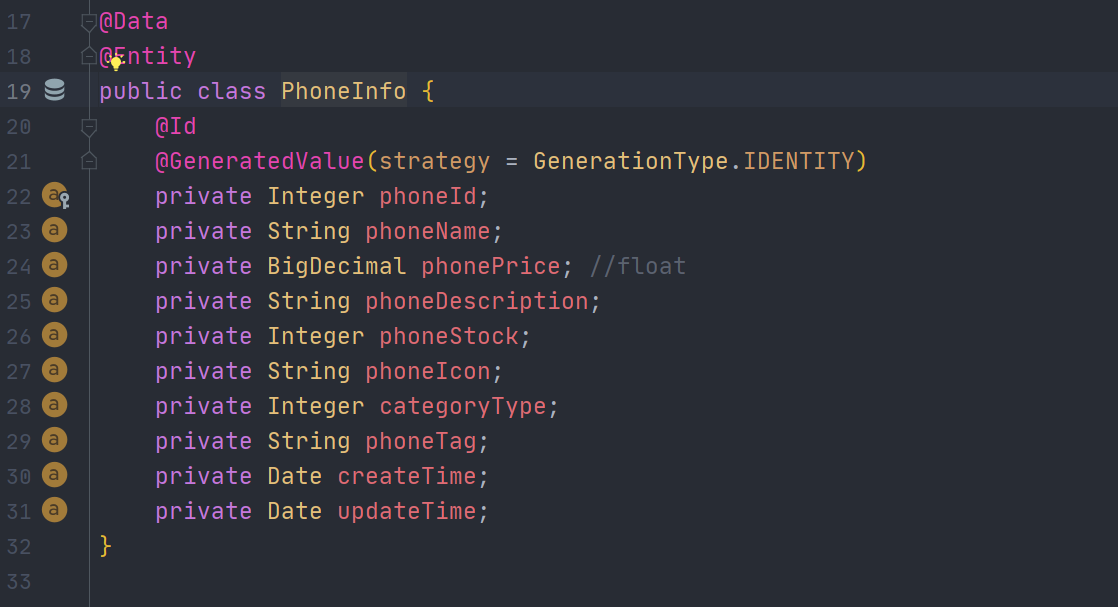 17 @Data
18 @Entity
19 public class PhoneInfo {
20 @Id
21 @GeneratedValue(strategy = GenerationType.IDENTITY)
22 a private Integer phoneId;
23 a private String phoneName;
24 a private BigDecimal phonePrice; //float
25 a private String phoneDescription;
26 a private Integer phoneStock;
27 a private String phoneIcon;
28 a private Integer categoryType;
29 a private String phoneTag;
30 a private Date createTime;
31 a private Date updateTime;
32 }
33